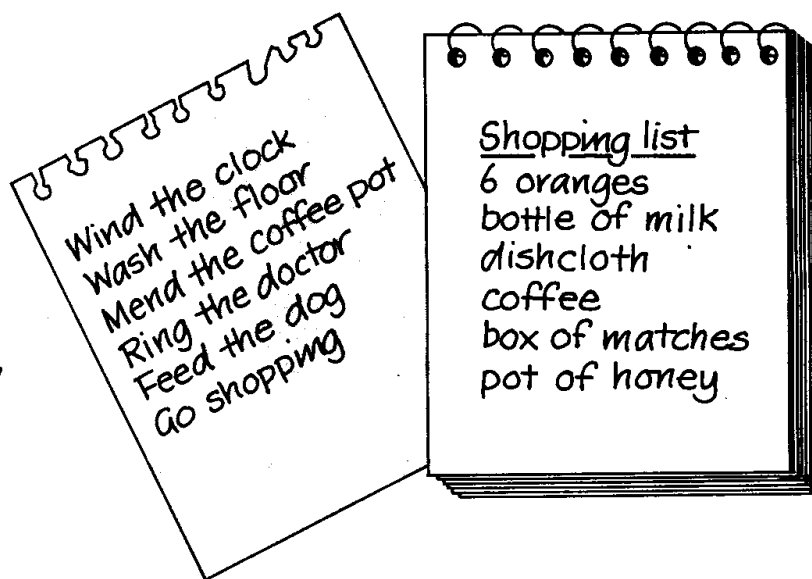 Wind the clock
Wash the floor
Mend the coffee pot
Ring the doctor
Feed the dog
Go shopping
Shopping list
6 oranges
bottle of milk
dishcloth
coffee
box of matches
pot of honey